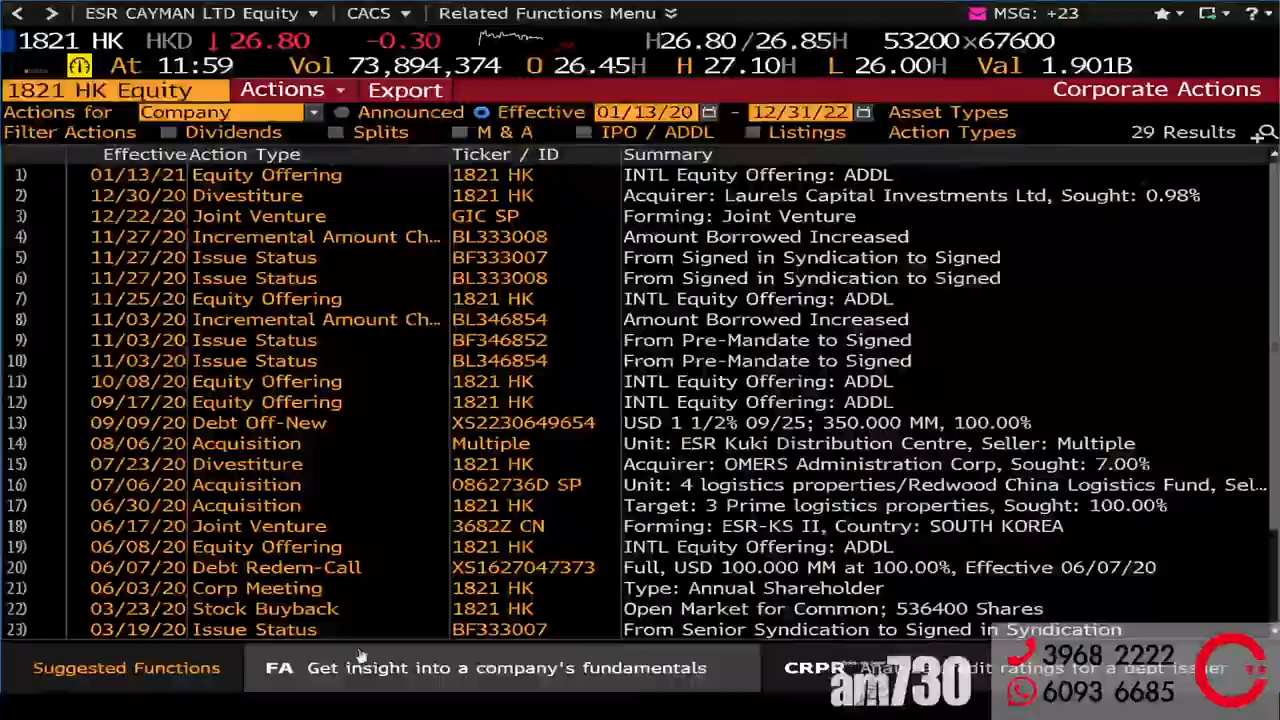 ESR CAYMAN LTD Equity CACS Related Functions Menu MSG: +23
1821 HK HKD 26.80 -0.30 H26.80/26.85H 53200x67600
At 11:59 Vol 73,894,374 O 26.45H H 27.10H L 26.00H Val 1.901B
1821 HK Equity Actions Export Corporate Actions
Actions for Company Announced Effective 01/13/20 - 12/31/22 Asset Types
Filter Actions Dividends Splits M & A IPO / ADDL Listings Action Types 29 Results
Effective Action Type Ticker / ID Summary
1) 01/13/21 Equity Offering 1821 HK INTL Equity Offering: ADDL
2) 12/30/20 Divestiture 1821 HK Acquirer: Laurels Capital Investments Ltd, Sought: 0.98%
3) 12/22/20 Joint Venture GIC SP Forming: Joint Venture
4) 11/27/20 Incremental Amount Ch... BL333008 Amount Borrowed Increased
5) 11/27/20 Issue Status BF333007 From Signed in Syndication to Signed
6) 11/27/20 Issue Status BL333008 From Signed in Syndication to Signed
7) 11/25/20 Equity Offering 1821 HK INTL Equity Offering: ADDL
8) 11/03/20 Incremental Amount Ch... BL346854 Amount Borrowed Increased
9) 11/03/20 Issue Status BF346852 From Pre-Mandate to Signed
10) 11/03/20 Issue Status BL346854 From Pre-Mandate to Signed
11) 10/08/20 Equity Offering 1821 HK INTL Equity Offering: ADDL
12) 09/17/20 Equity Offering 1821 HK INTL Equity Offering: ADDL
13) 09/09/20 Debt Off-New XS2230649654 USD 1 1/2% 09/25; 350.000 MM, 100.00%
14) 08/06/20 Acquisition Multiple Unit: ESR Kuki Distribution Centre, Seller: Multiple
15) 07/23/20 Divestiture 1821 HK Acquirer: OMERS Administration Corp, Sought: 7.00%
16) 07/06/20 Acquisition 0862736D SP Unit: 4 logistics properties/Redwood China Logistics Fund, Sel...
17) 06/30/20 Acquisition 1821 HK Target: 3 Prime logistics properties, Sought: 100.00%
18) 06/17/20 Joint Venture 3682Z CN Forming: ESR-KS II, Country: SOUTH KOREA
19) 06/08/20 Equity Offering 1821 HK INTL Equity Offering: ADDL
20) 06/07/20 Debt Redem-Call XS1627047373 Full, USD 100.000 MM at 100.00%, Effective 06/07/20
21) 06/03/20 Corp Meeting 1821 HK Type: Annual Shareholder
22) 03/23/20 Stock Buyback 1821 HK Open Market for Common; 536400 Shares
23) 03/19/20 Issue Status BF333007 From Senior Syndication to Signed in Syndication
Suggested Functions FA Get insight into a company's fundamentals CRPR ratings for a debt issuer
am730
3968 2222
6093 6685